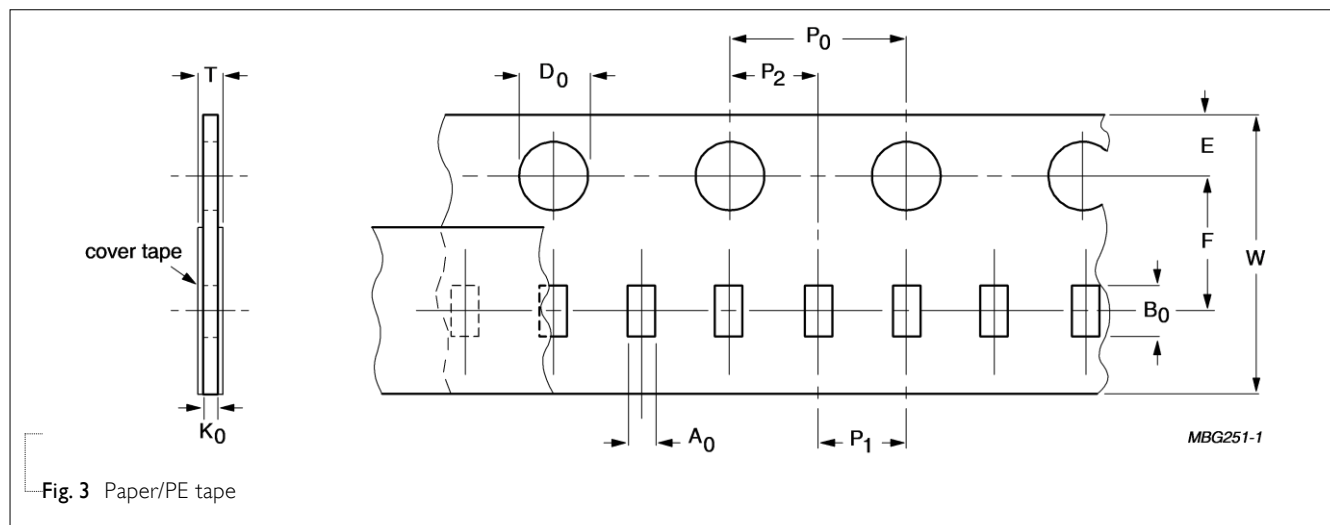 P0
T
D0
P2
E
F
W
cover tape
B0
K0
A0
P1
MBG251-1
Fig. 3 Paper/PE tape